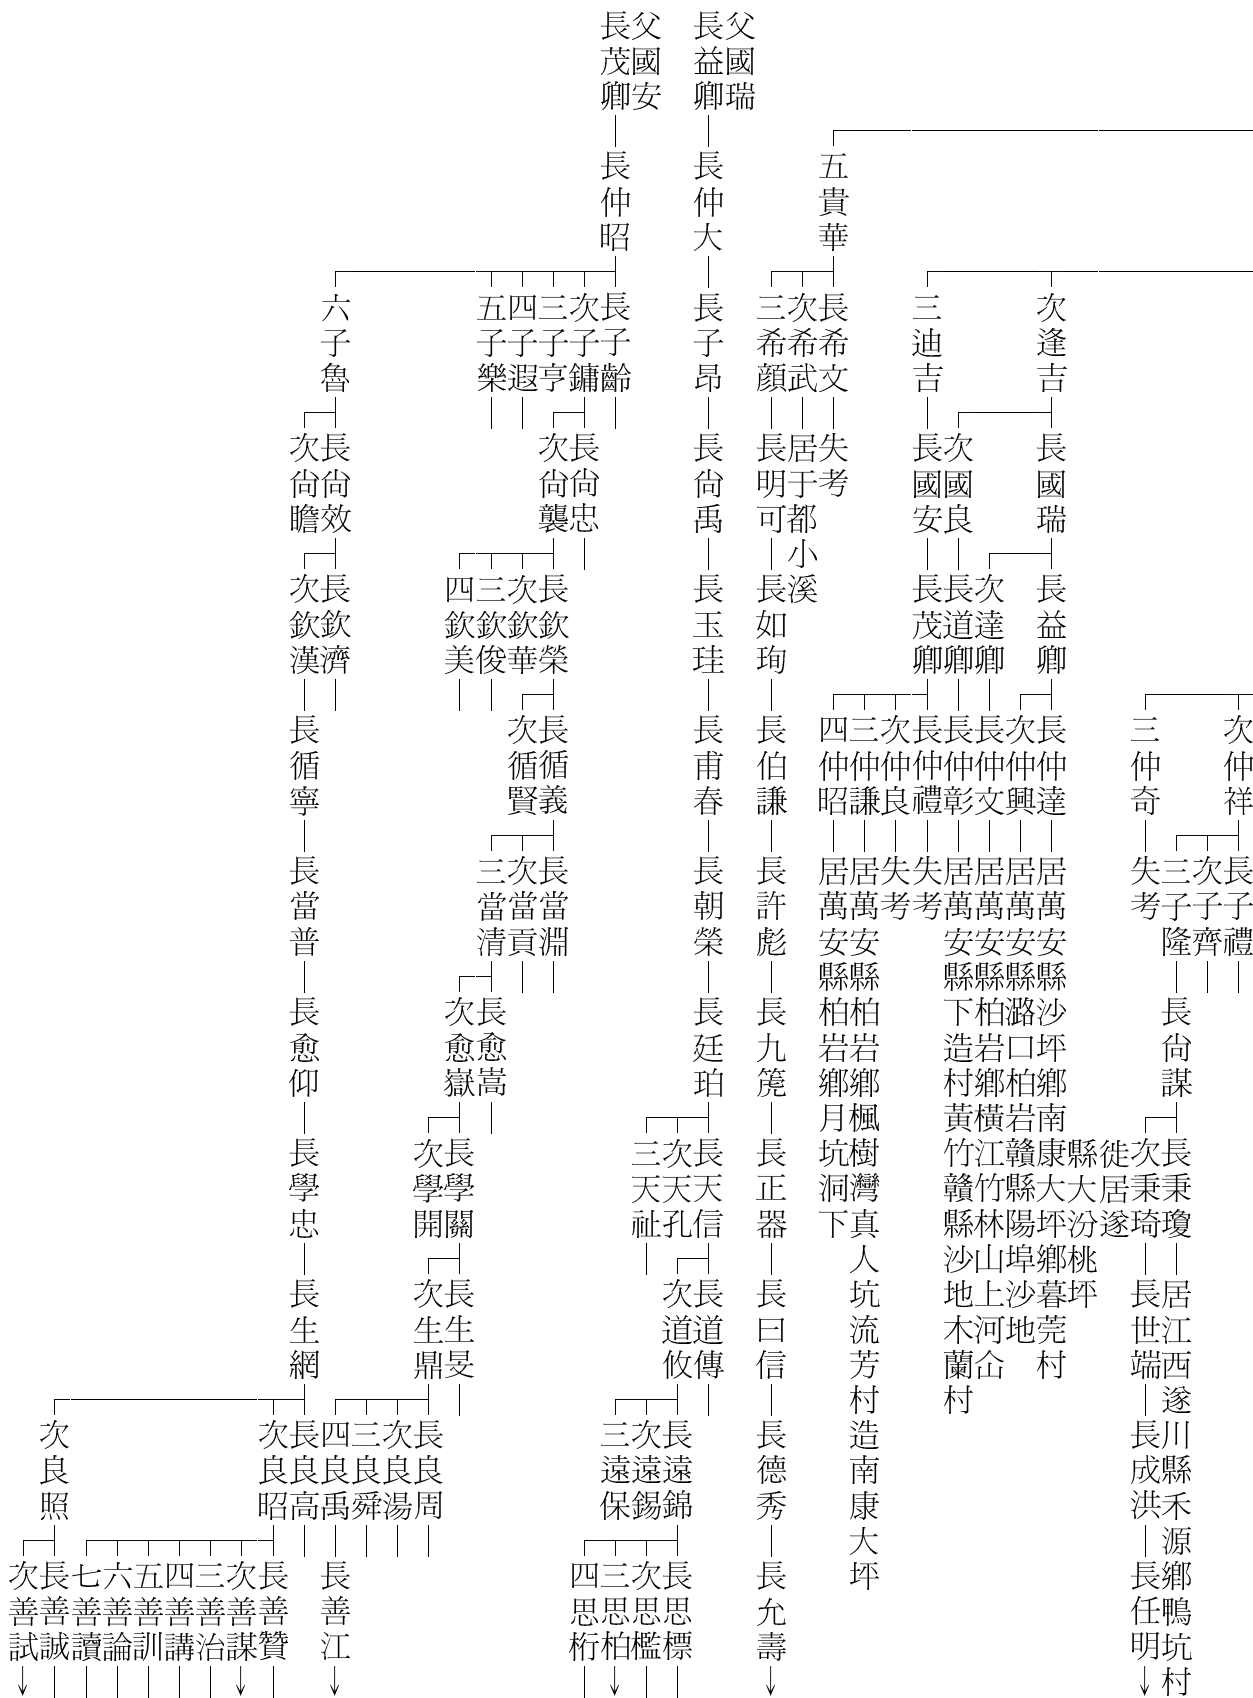 次仲祥
長子禮
次子齊
三子隆
長尙謀
長秉瓊
居江西遂川縣禾源鄉鴨坑村
次秉琦
徙居遂
縣大汾桃坪
長世端
長成洪
長任明
三仲奇
失考
次逢吉
長國瑞
長益卿
長仲達
居萬安縣沙坪鄉南康大坪鄉暮莞村
次仲興
居萬安縣潞口柏岩贛縣陽埠沙地
次達卿
長仲文
居萬安縣柏岩鄉橫江竹林山上河㟷
次國良
長道卿
長仲彰
居萬安縣下造村黃竹贛縣沙地木蘭村
三迪吉
長國安
長茂卿
長仲禮
失考
次仲良
失考
三仲謙
居萬安縣柏岩鄉楓樹灣真人坑流芳村造南康大坪
四仲昭
居萬安縣柏岩鄉月坑洞下
五貴華
長希文
失考
次希武
居于都小溪
三希顔
長明可
長如珣
長伯謙
長許彪
長九箎
長正器
長曰信
長德秀
長允壽
父國瑞
長益卿
長仲大
長子昂
長尙禹
長玉珪
長甫春
長朝榮
長廷珀
長天信
次天孔
三天祉
長道傳
次道攸
長遠錦
次遠錫
三遠保
長思標
次思檻
三思柏
四思桁
父國安
長茂卿
長仲昭
長子齡
次子鏞
三子亨
四子遐
五子樂
六子魯
長尙忠
次尙襲
長欽榮
次欽華
三欽俊
四欽美
長循義
次循賢
長當淵
次當貢
三當清
長愈嵩
次愈嶽
長學關
次學開
長生旻
次生鼎
長良周
次良湯
三良舜
四良禹
長善江
長尙效
次尙瞻
長欽濟
次欽漢
長循寧
長當普
長愈仰
長學忠
長生網
長良高
次良昭
次良照
長善贊
次善謀
三善治
四善講
五善訓
六善論
七善讀
長善誠
次善試